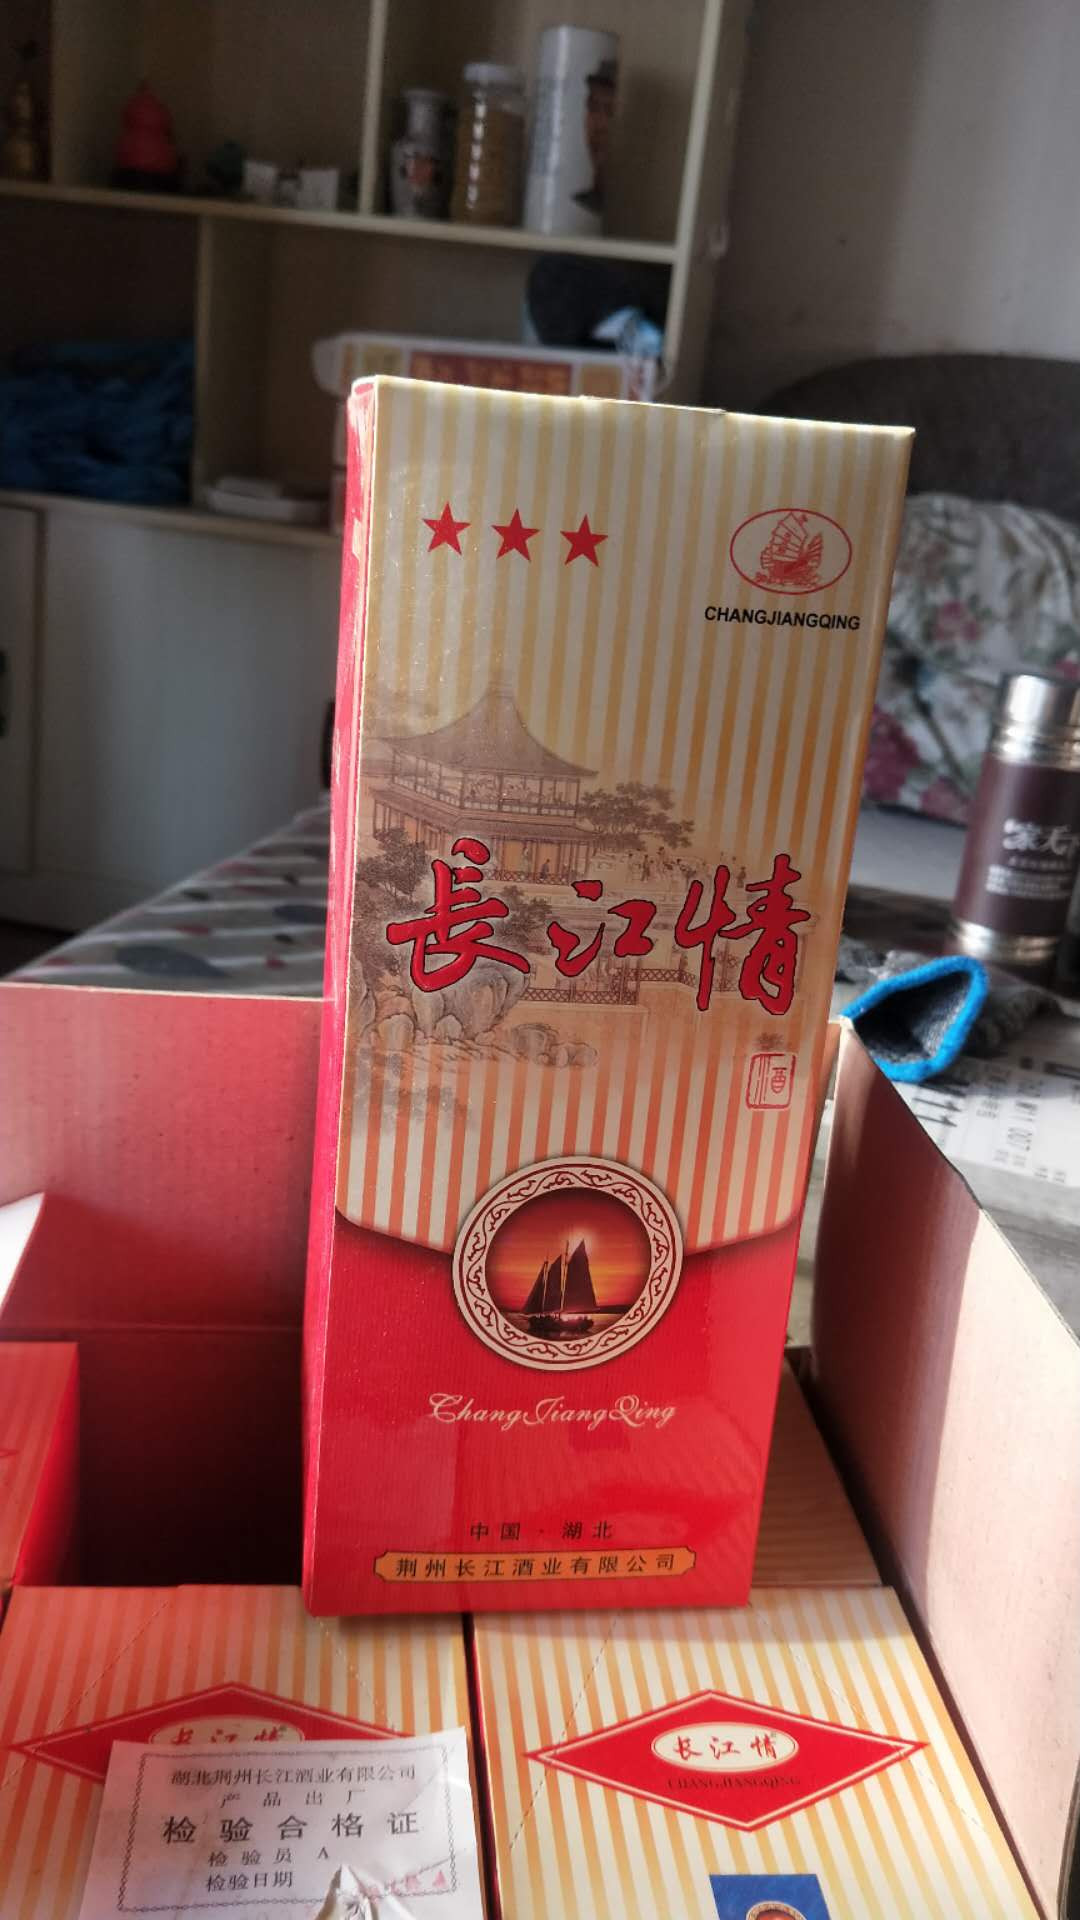 CHANGJIANGQING
長江情
酒
ChangJiangQing
中国·湖北
荆州长江酒业有限公司
长江情
长江情
CHANGJIANGQING
湖北荆州长江酒业有限公司
产品出厂
检验合格证
检验员 A
检验日期